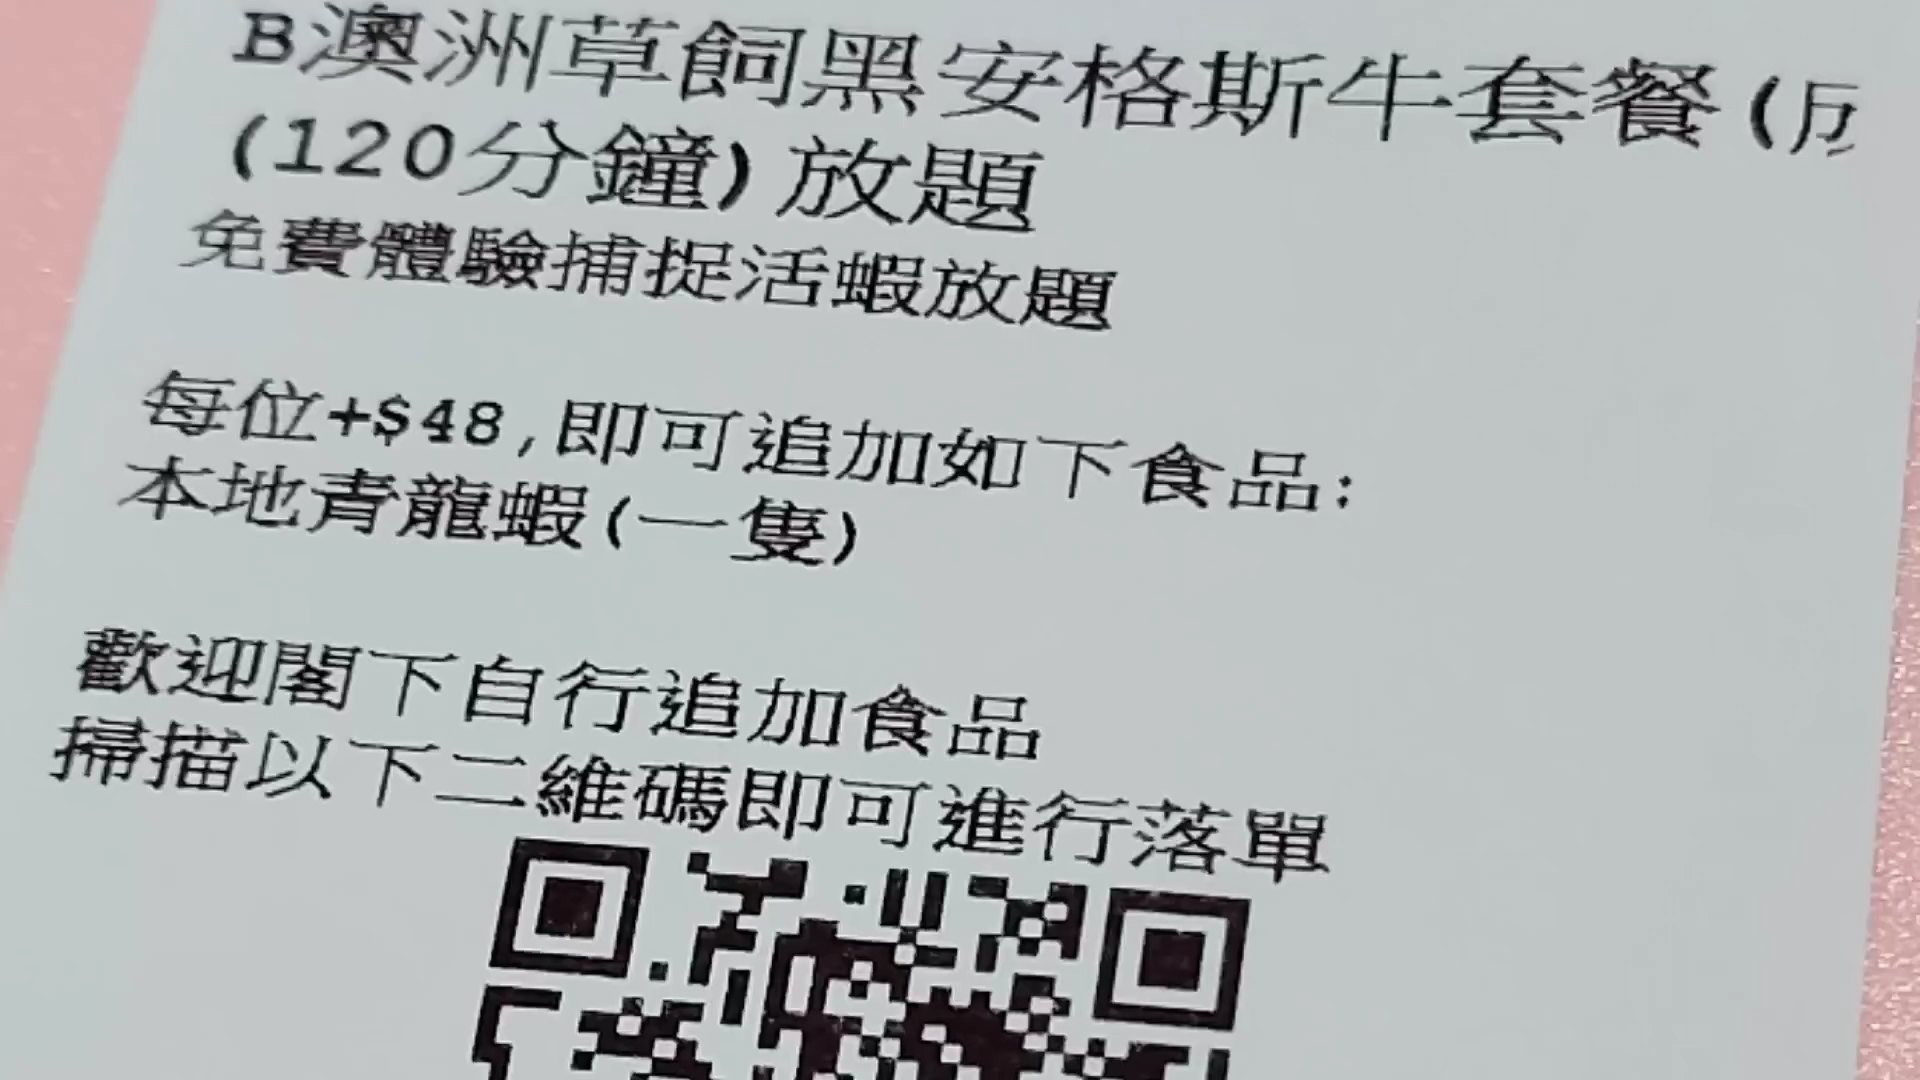 B澳洲草飼黑安格斯牛套餐(
(120分鐘)放題
免費體驗捕捉活蝦放題
每位+$48,即可追加如下食品:
本地青龍蝦(一隻)
歡迎閣下自行追加食品
掃描以下二維碼即可進行落單